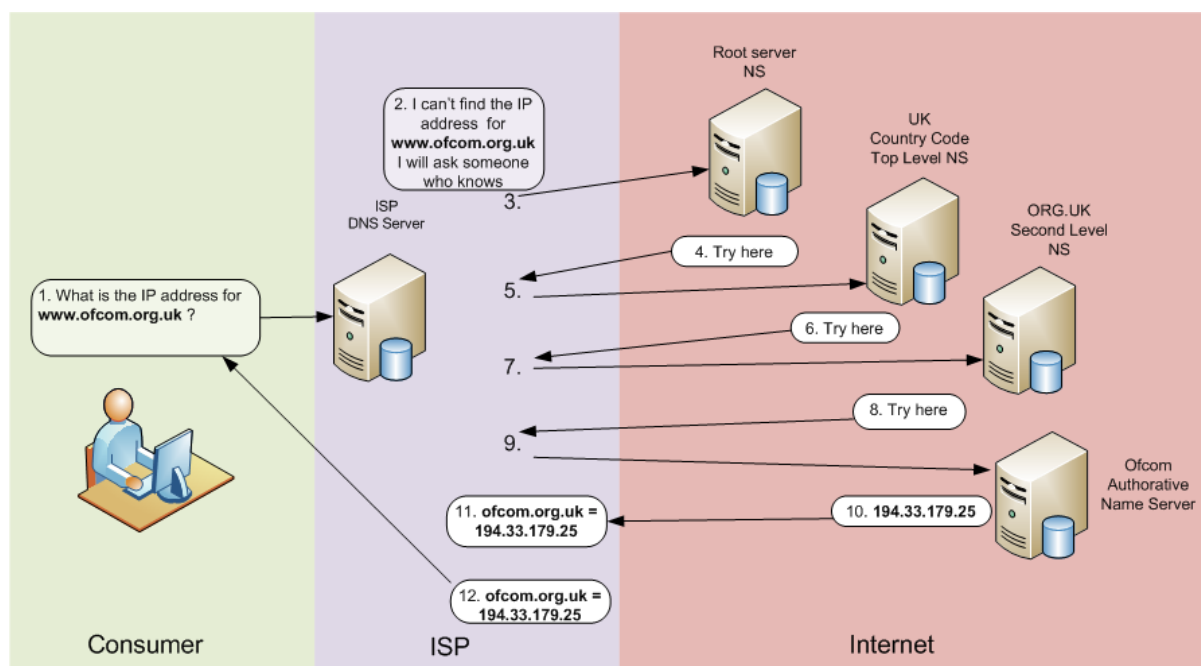 Root server
NS
2. I can't find the IP
address for
www.ofcom.org.uk
I will ask someone
who knows
UK
Country Code
Top Level NS
3.
ISP
DNS Server
ORG.UK
Second Level
NS
4. Try here
1. What is the IP address for
www.ofcom.org.uk ?
5.
6. Try here
7.
8. Try here
9.
Ofcom
Authorative
Name Server
10. 194.33.179.25
11. ofcom.org.uk =
194.33.179.25
12. ofcom.org.uk =
194.33.179.25
Consumer
ISP
Internet